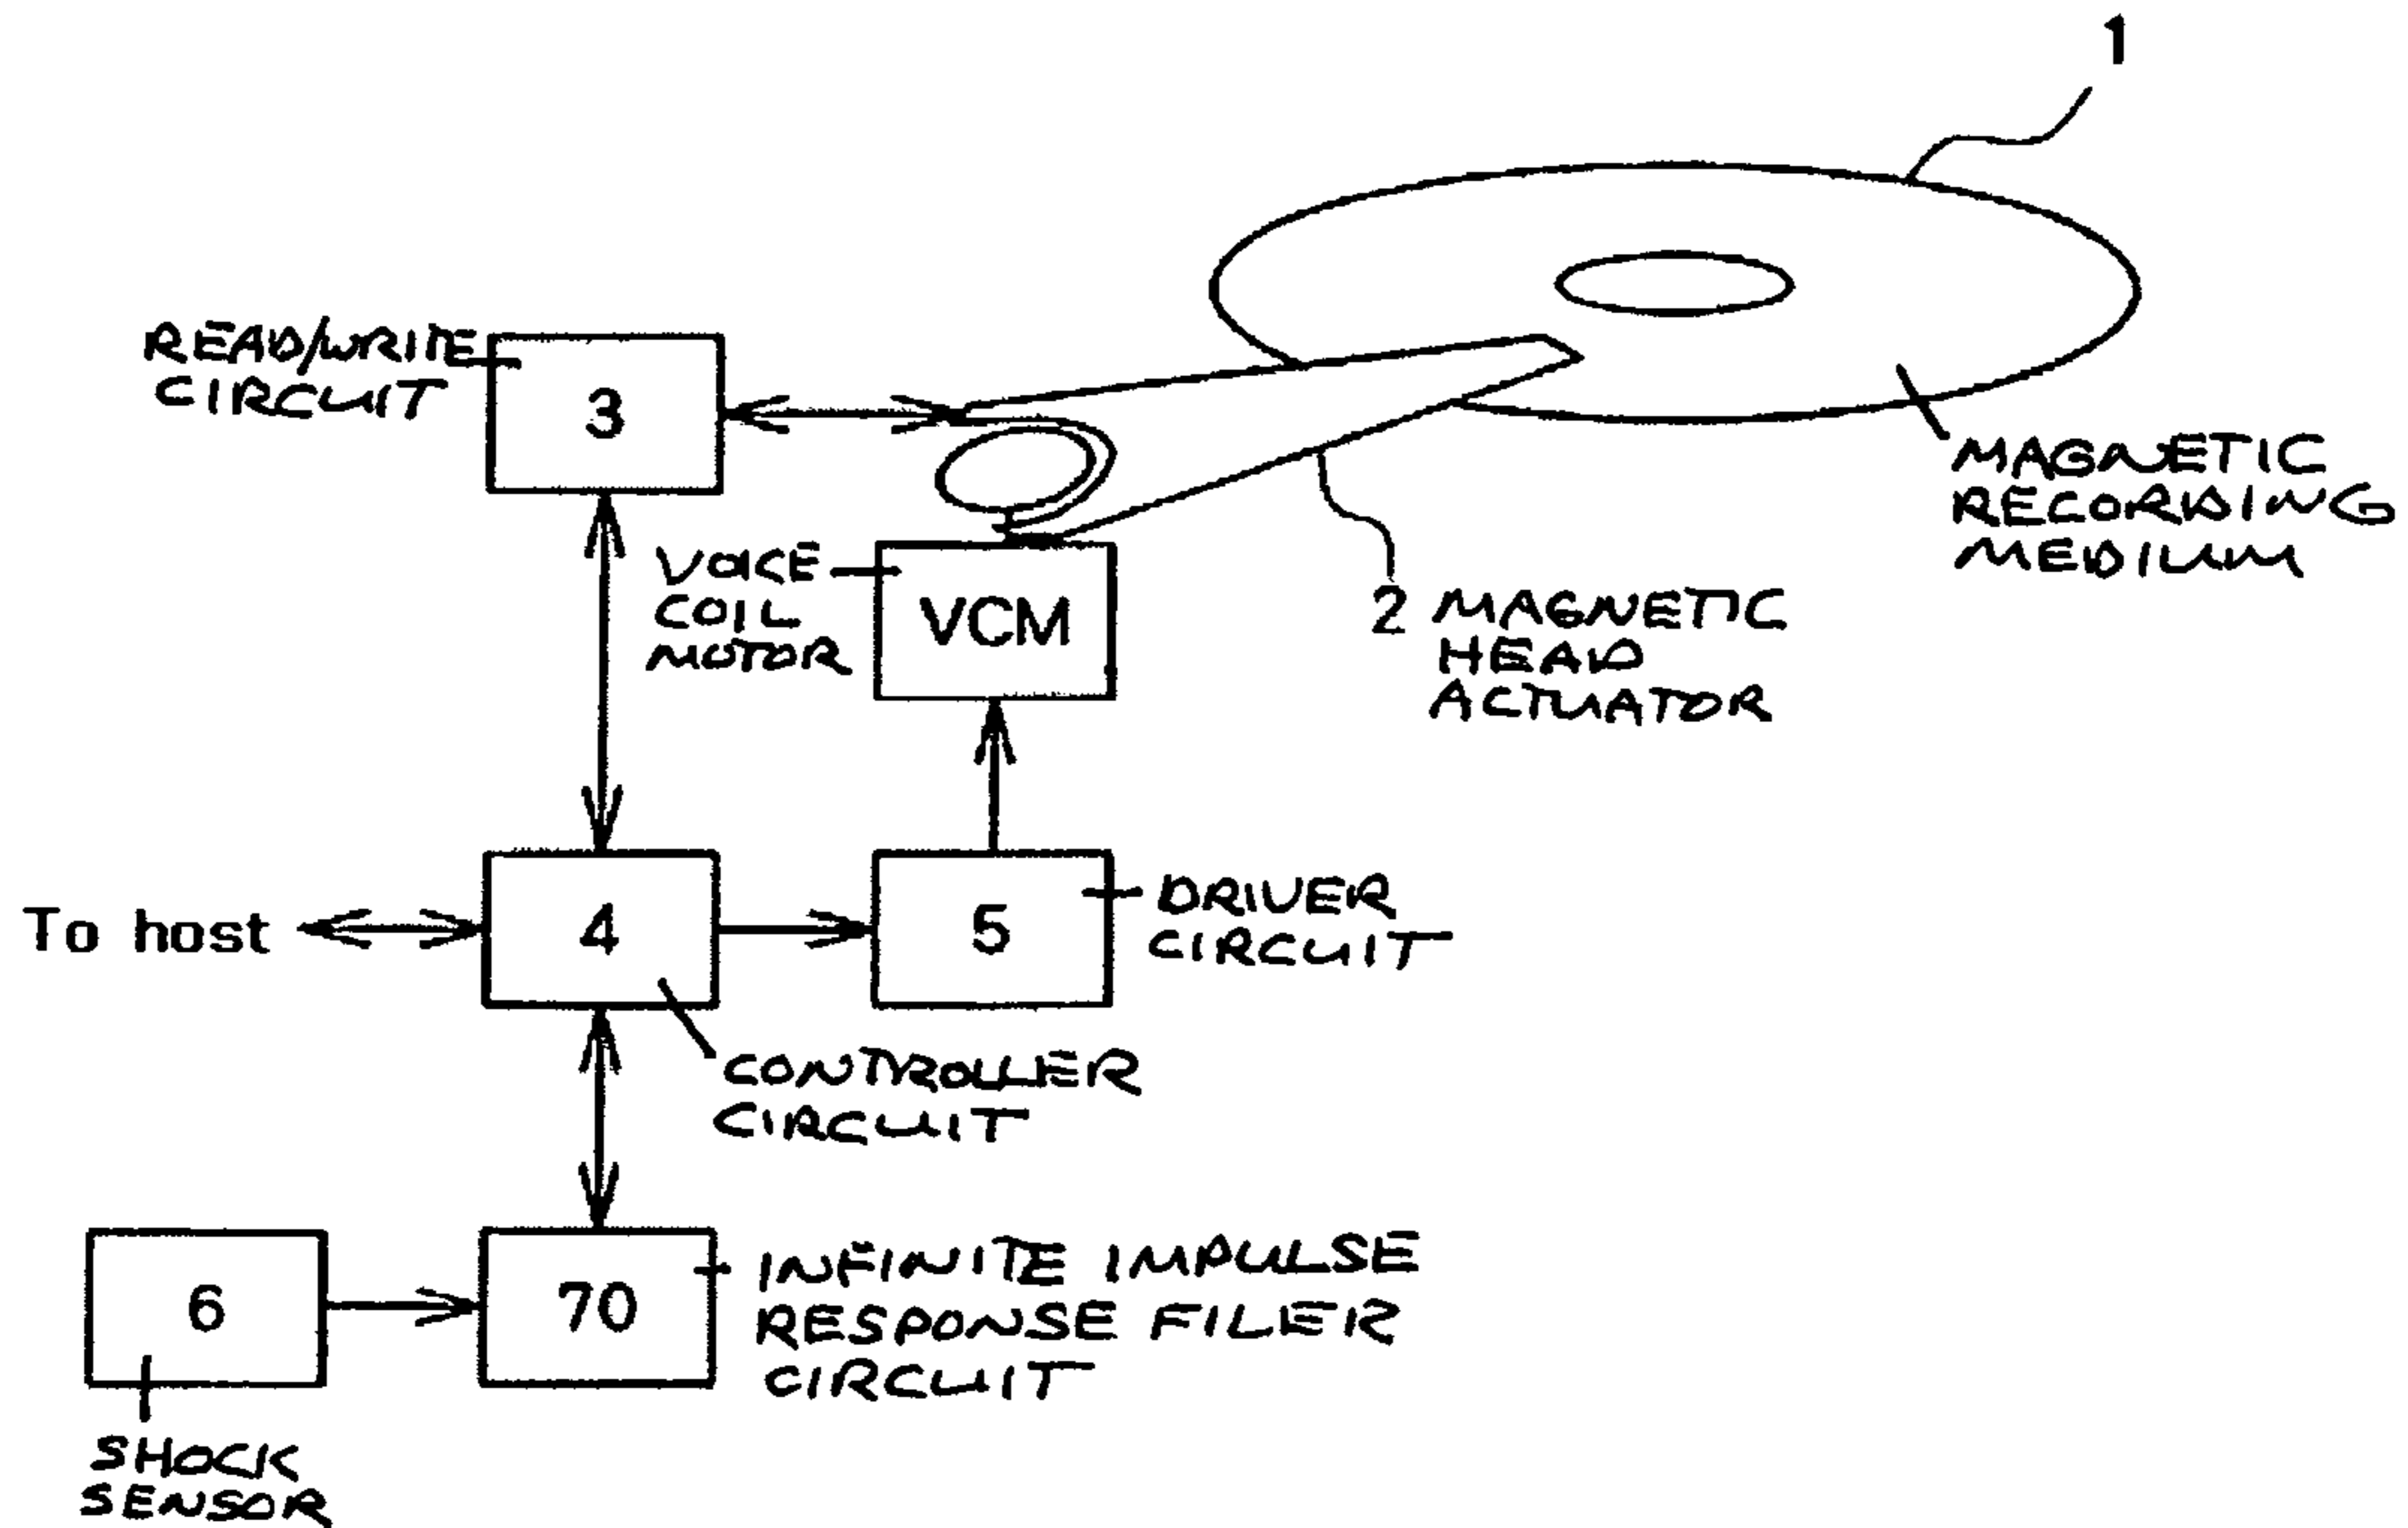 1
READ/WRITE
CIRCUIT
3
MAGNETIC
RECORDING
MEDIUM
VOICE
COIL
MOTOR
VCM
2 MAGNETIC
HEAD
ACTUATOR
To host
4
5
DRIVER
CIRCUIT
CONTROLLER
CIRCUIT
6
70
INFINITE IMPULSE
RESPONSE FILER
CIRCUIT
SHOCK
SENSOR